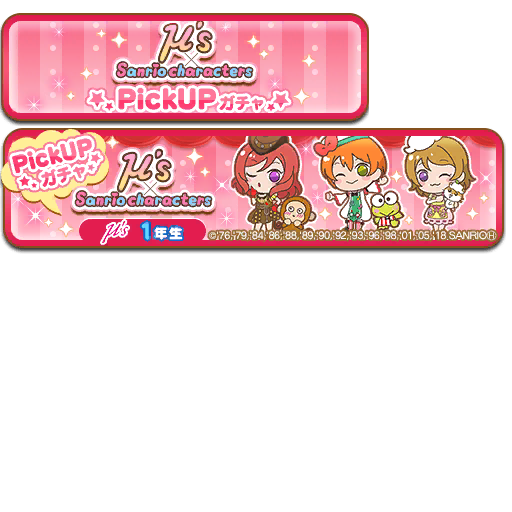 μ's
×
Sanrio characters
PickUPガチャ
PickUP
ガチャ
μ's
×
Sanrio characters
μ's 1年生
©'76,'79,'84,'86,'88,'89,'90,'92,'93,'96,'98,'01,'05,'18 SANRIO Ⓗ